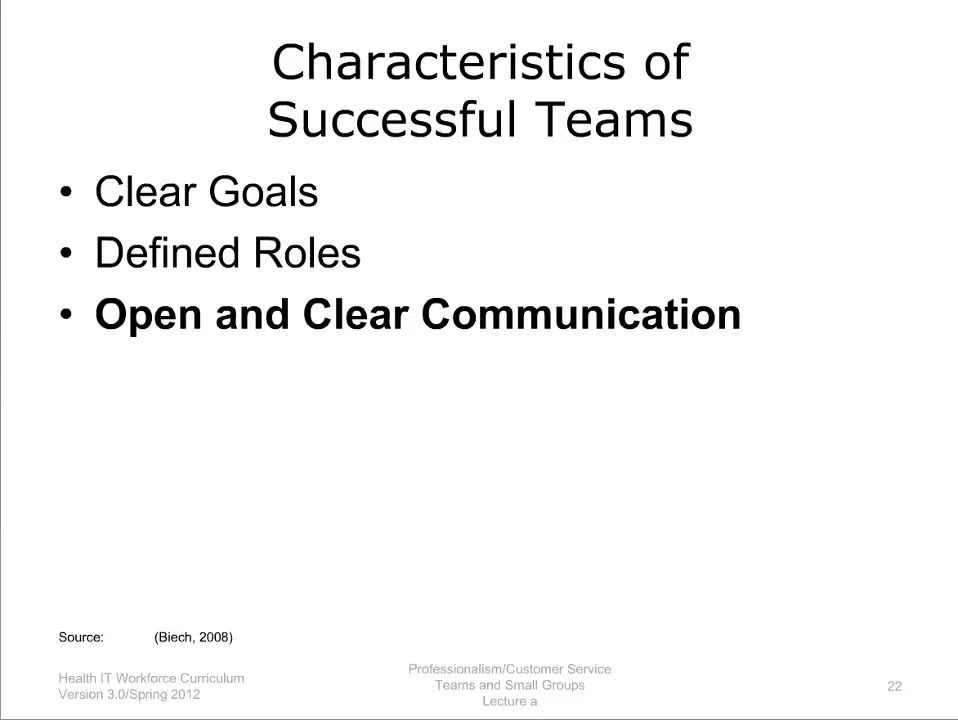 Characteristics of
Successful Teams
• Clear Goals
• Defined Roles
• Open and Clear Communication
Source: (Biech, 2008)
Health IT Workforce Curriculum
Version 3.0/Spring 2012
Professionalism/Customer Service
Teams and Small Groups
Lecture a
22